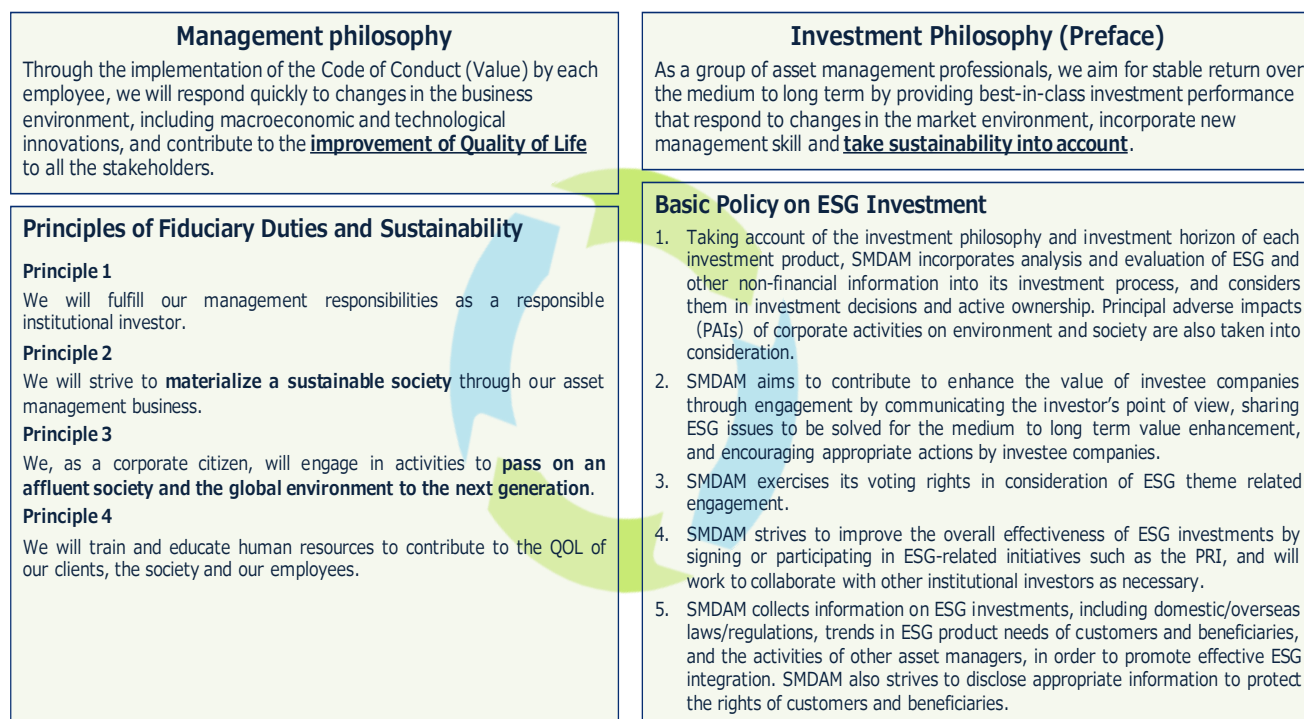 Management philosophy
Through the implementation of the Code of Conduct (Value) by each
employee, we will respond quickly to changes in the business
environment, including macroeconomic and technological
innovations, and contribute to the improvement of Quality of Life
to all the stakeholders.
Principles of Fiduciary Duties and Sustainability
Principle 1
We will fulfill our management responsibilities as a responsible
institutional investor.
Principle 2
We will strive to materialize a sustainable society through our asset
management business.
Principle 3
We, as a corporate citizen, will engage in activities to pass on an
affluent society and the global environment to the next generation.
Principle 4
We will train and educate human resources to contribute to the QOL of
our clients, the society and our employees.
Investment Philosophy (Preface)
As a group of asset management professionals, we aim for stable return over
the medium to long term by providing best-in-class investment performance
that respond to changes in the market environment, incorporate new
management skill and take sustainability into account.
Basic Policy on ESG Investment
1. Taking account of the investment philosophy and investment horizon of each
investment product, SMDAM incorporates analysis and evaluation of ESG and
other non-financial information into its investment process, and considers
them in investment decisions and active ownership. Principal adverse impacts
（PAIs）of corporate activities on environment and society are also taken into
consideration.
2. SMDAM aims to contribute to enhance the value of investee companies
through engagement by communicating the investor's point of view, sharing
ESG issues to be solved for the medium to long term value enhancement,
and encouraging appropriate actions by investee companies.
3. SMDAM exercises its voting rights in consideration of ESG theme related
engagement.
4. SMDAM strives to improve the overall effectiveness of ESG investments by
signing or participating in ESG-related initiatives such as the PRI, and will
work to collaborate with other institutional investors as necessary.
5. SMDAM collects information on ESG investments, including domestic/overseas
laws/regulations, trends in ESG product needs of customers and beneficiaries,
and the activities of other asset managers, in order to promote effective ESG
integration. SMDAM also strives to disclose appropriate information to protect
the rights of customers and beneficiaries.